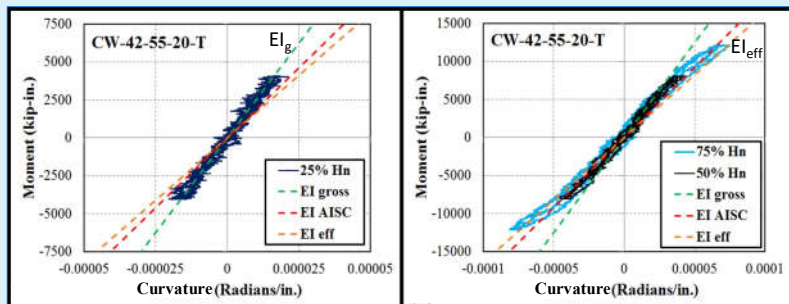 CW-42-55-20-T
EIg
Moment (kip-in.)
7500
5000
2500
0
-2500
-5000
-7500
25% Hn
EI gross
EI AISC
EI eff
-0.00005
-0.000025
0
0.000025
0.00005
Curvature (Radians/in.)
CW-42-55-20-T
EIeff
Moment (kip-in.)
15000
10000
5000
0
-5000
-10000
-15000
75% Hn
50% Hn
EI gross
EI AISC
EI eff
-0.0001
-0.00005
0
0.00005
0.0001
Curvature (Radians/in.)